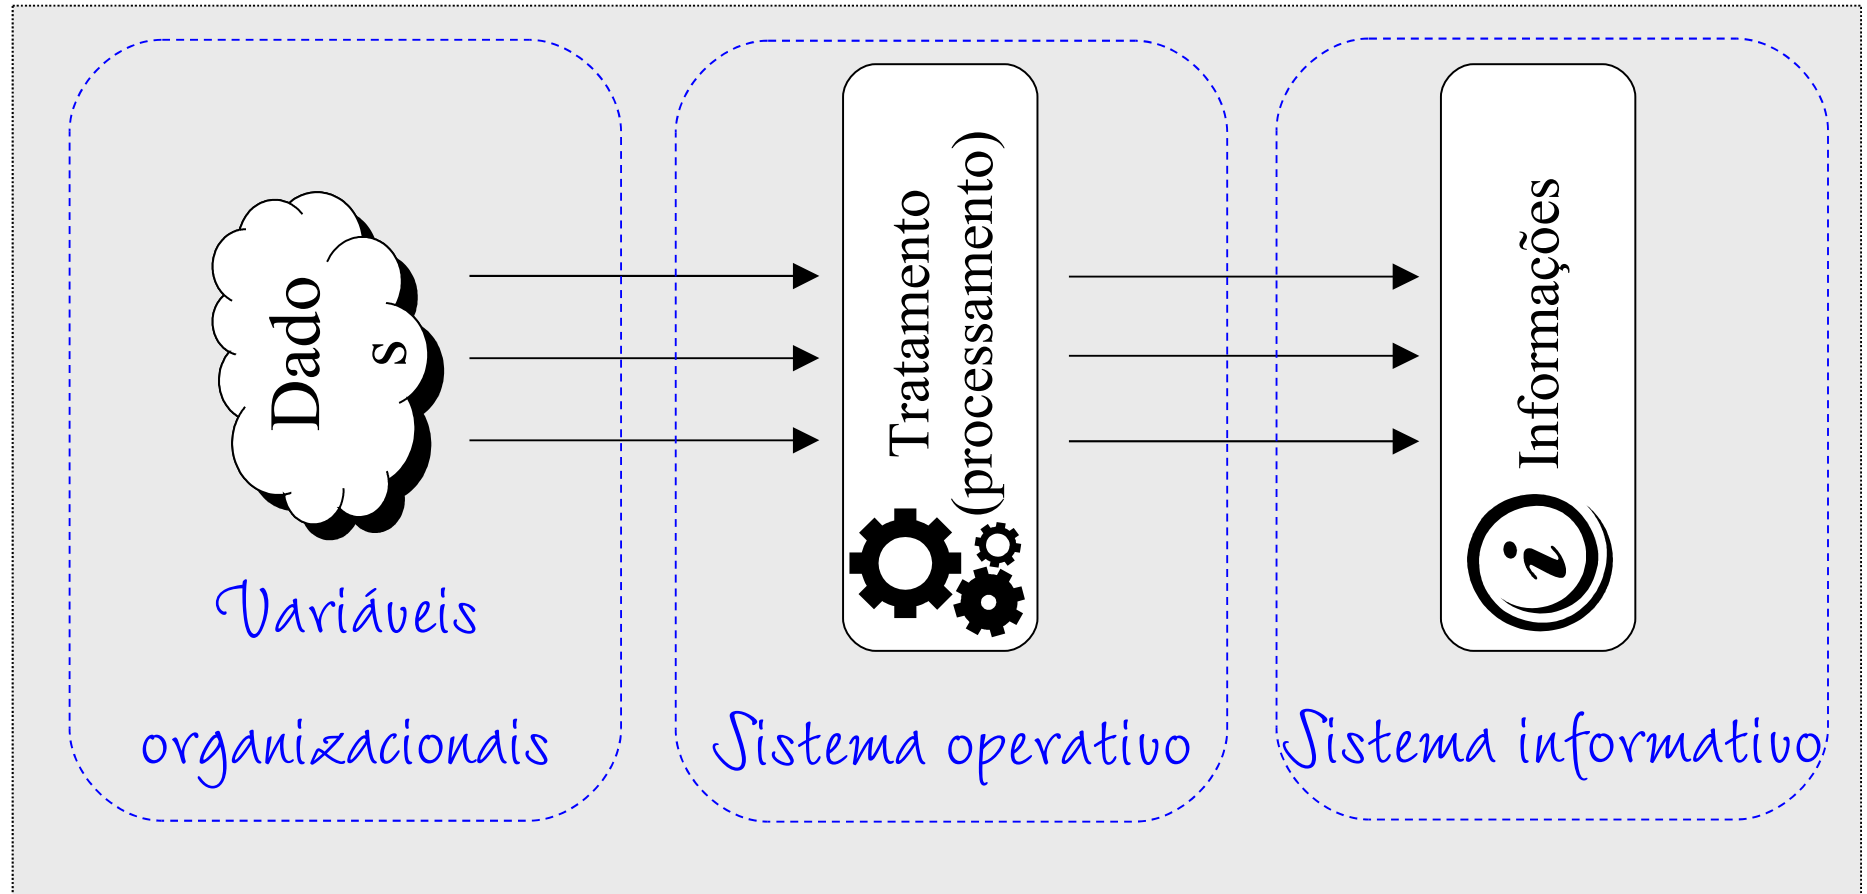 Dado
s
Variáveis
organizacionais
Tratamento
(processamento)
Sistema operativo
Informações
i
Sistema informativo